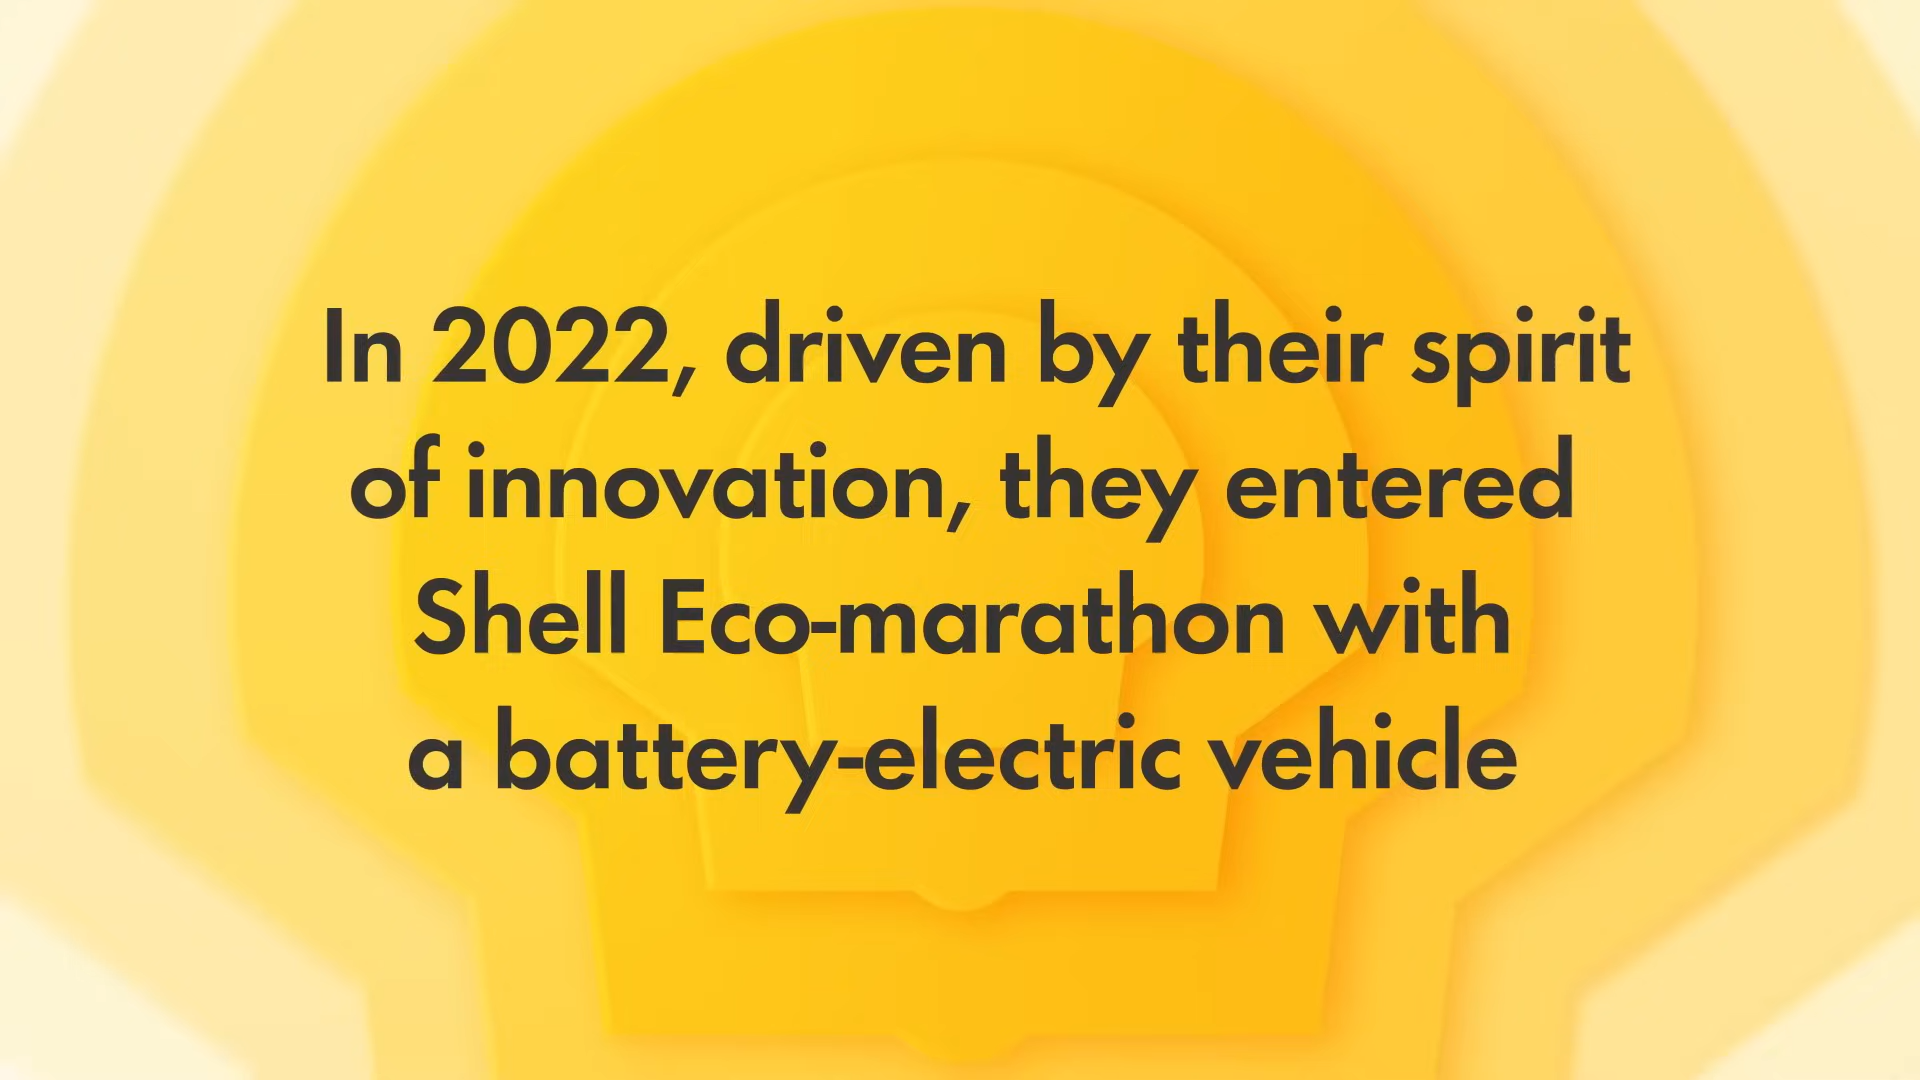 In 2022, driven by their spirit
of innovation, they entered
Shell Eco-marathon with
a battery-electric vehicle